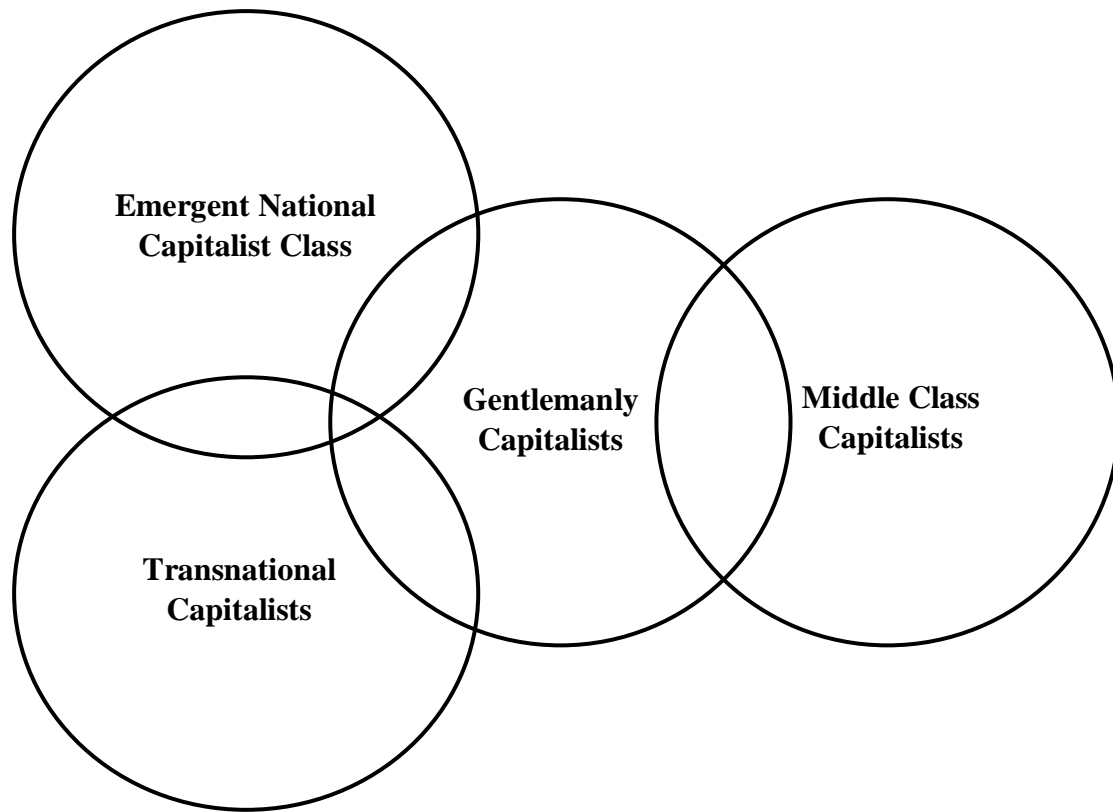 Emergent National
Capitalist Class
Gentlemanly
Capitalists
Middle Class
Capitalists
Transnational
Capitalists